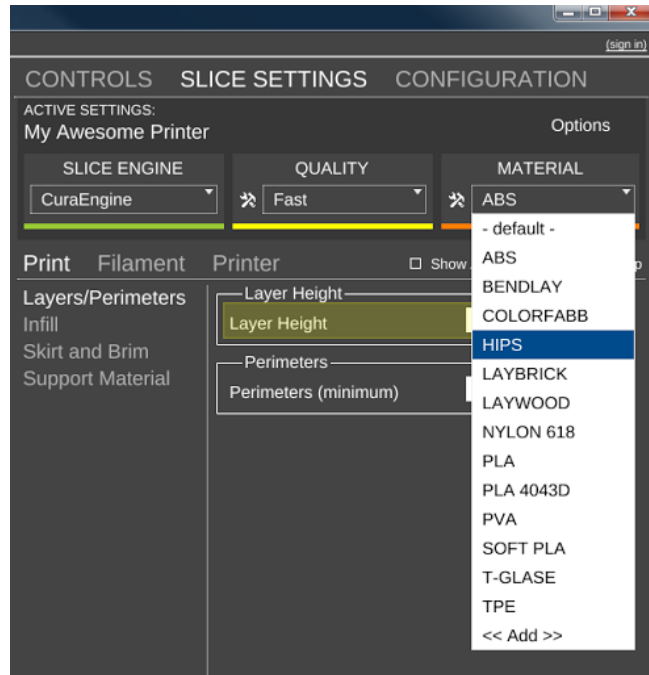 (sign in)
CONTROLS SLICE SETTINGS CONFIGURATION
ACTIVE SETTINGS:
My Awesome Printer
Options
SLICE ENGINE QUALITY MATERIAL
CuraEngine Fast ABS
Print Filament Printer Show
Layers/Perimeters
Infill
Skirt and Brim
Support Material
Layer Height
Layer Height
Perimeters
Perimeters (minimum)
- default -
ABS
BENDLAY
COLORFABB
HIPS
LAYBRICK
LAYWOOD
NYLON 618
PLA
PLA 4043D
PVA
SOFT PLA
T-GLASE
TPE
<< Add >>